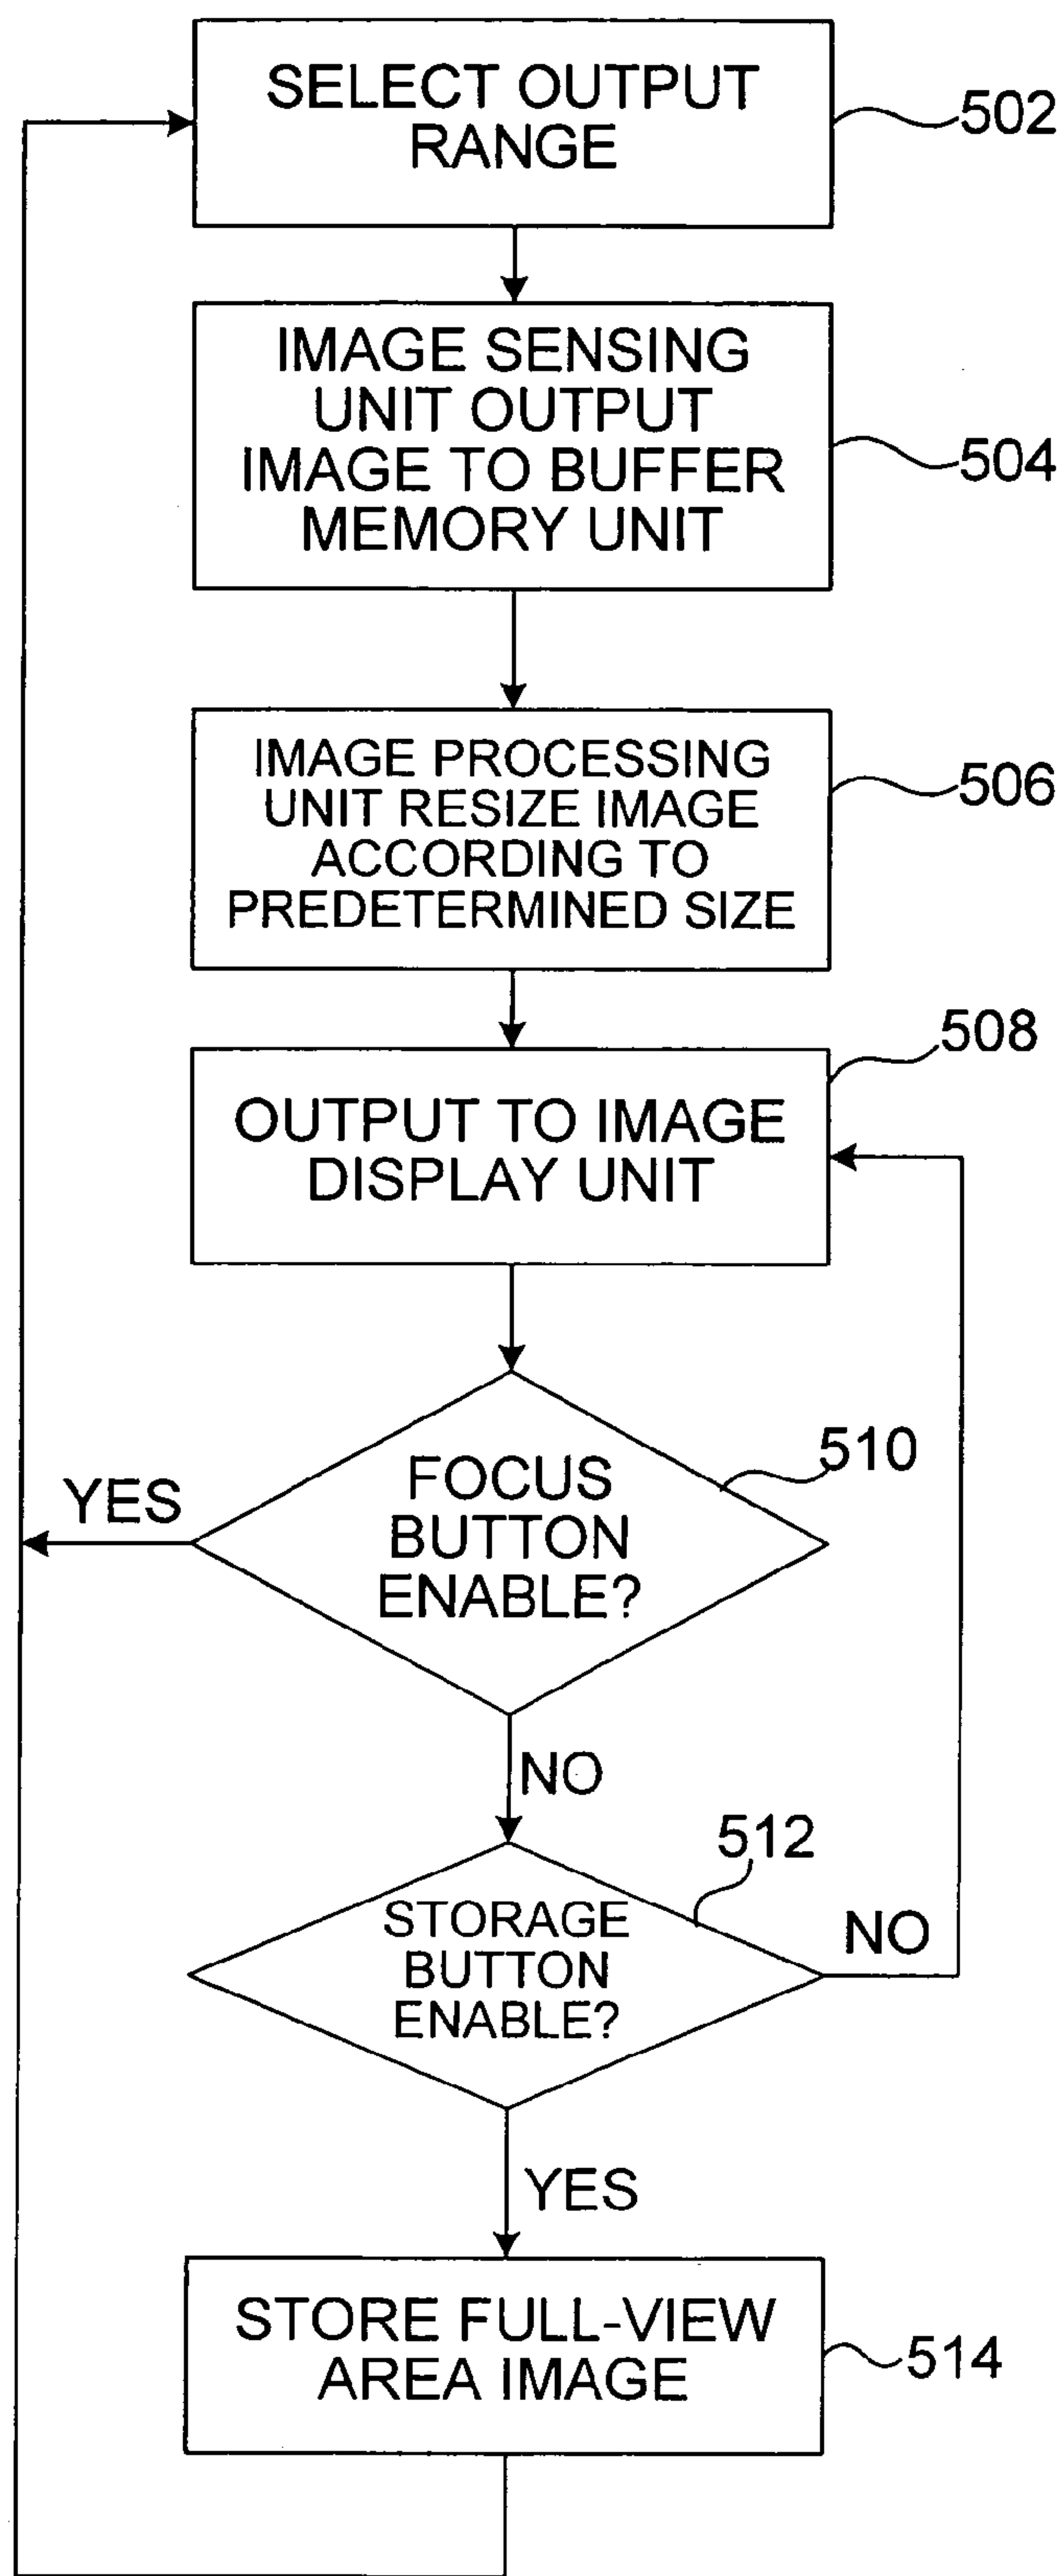 SELECT OUTPUT
RANGE
502
IMAGE SENSING
UNIT OUTPUT
IMAGE TO BUFFER
MEMORY UNIT
504
IMAGE PROCESSING
UNIT RESIZE IMAGE
ACCORDING TO
PREDETERMINED SIZE
506
508
OUTPUT TO IMAGE
DISPLAY UNIT
510
FOCUS
BUTTON
ENABLE?
YES
NO
512
STORAGE
BUTTON
ENABLE?
NO
YES
STORE FULL-VIEW
AREA IMAGE
514